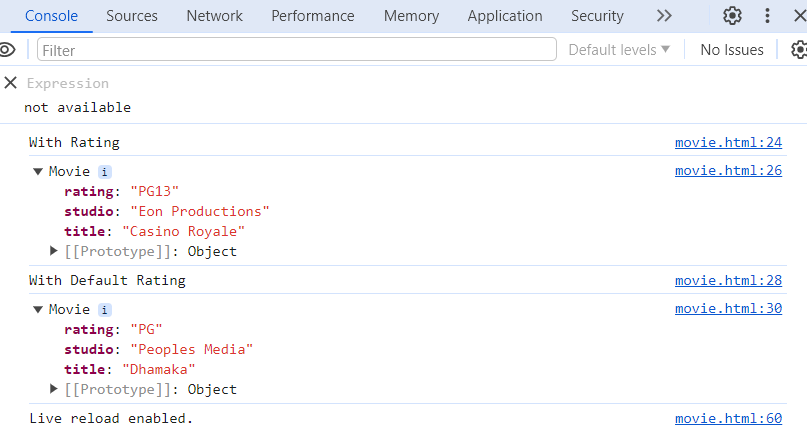 Console Sources Network Performance Memory Application Security
Filter Default levels ▼ No Issues
Expression
not available
With Rating movie.html:24
▼ Movie i movie.html:26
rating: "PG13"
studio: "Eon Productions"
title: "Casino Royale"
▶ [[Prototype]]: Object
With Default Rating movie.html:28
▼ Movie i movie.html:30
rating: "PG"
studio: "Peoples Media"
title: "Dhamaka"
▶ [[Prototype]]: Object
Live reload enabled. movie.html:60